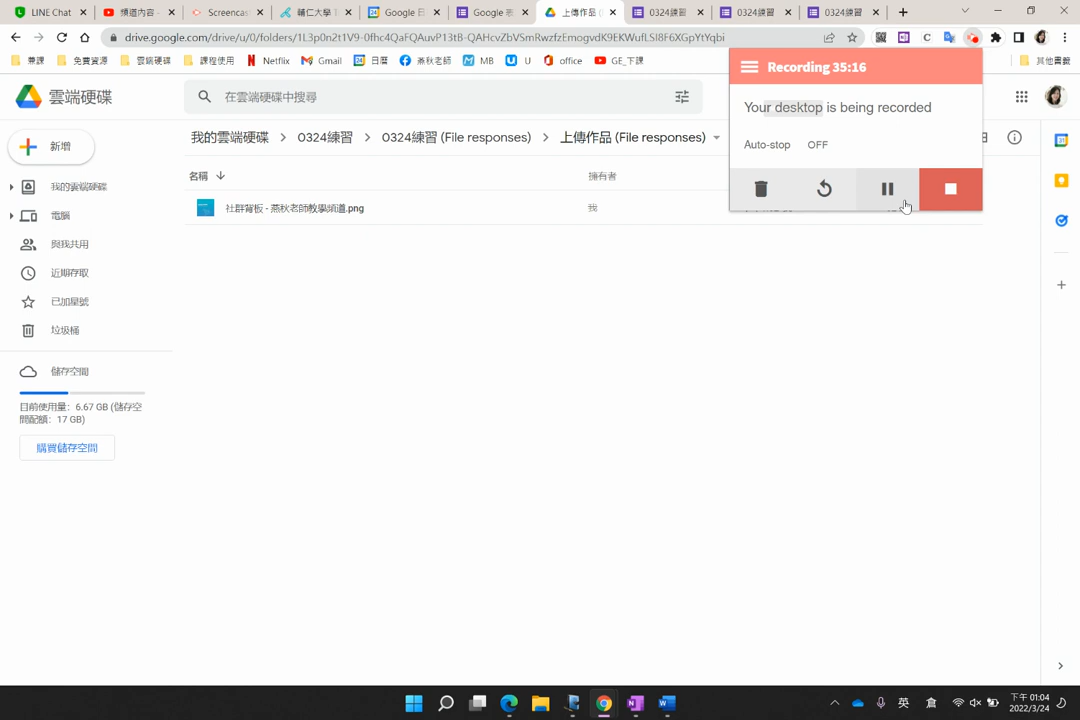 LINE Chat
頻道內容 -
Screencas
輔仁大學
Google 日
Google 表
上傳作品 (
0324練習
0324練習
0324練習
drive.google.com/drive/u/0/folders/1L3p0n2t1V9-0fhc4QaFQAuvP13tB-QAHcvZbVSmRwzfzEmogvdK9EKWufLSI8F6XGpYtYqbi
兼課
免費資源
雲端硬碟
課程使用
Netflix
Gmail
日曆
燕秋老師
MB
U
office
GE_下課
其他書籤
Recording 35:16
Your desktop is being recorded
Auto-stop OFF
雲端硬碟
在雲端硬碟中搜尋
新增
我的雲端硬碟
電腦
與我共用
近期存取
已加星號
垃圾桶
儲存空間
目前使用量: 6.67 GB (儲存空
間配額: 17 GB)
購買儲存空間
我的雲端硬碟 > 0324練習 > 0324練習 (File responses) > 上傳作品 (File responses)
名稱
擁有者
社群背板 - 燕秋老師教學頻道.png
我
英
倉
下午 01:04
2022/3/24